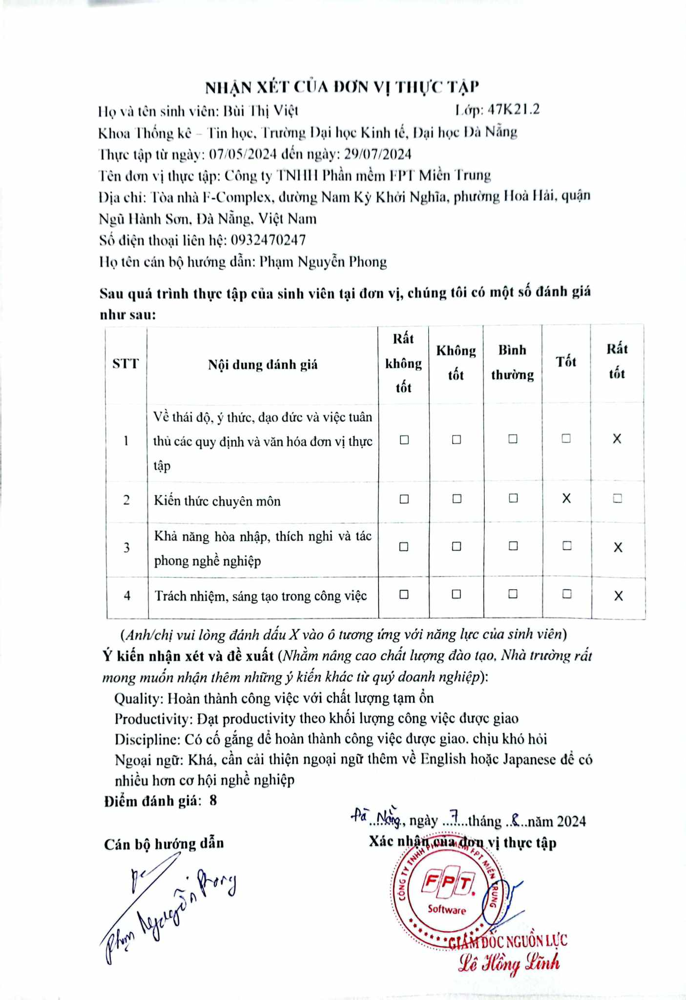 NHẬN XÉT CỦA ĐƠN VỊ THỰC TẬP
Họ và tên sinh viên: Bùi Thị Việt Lớp: 47K21.2
Khoa Thống kê – Tin học, Trường Đại học Kinh tế, Đại học Đà Nẵng
Thực tập từ ngày: 07/05/2024 đến ngày: 29/07/2024
Tên đơn vị thực tập: Công ty TNHH Phần mềm FPT Miền Trung
Địa chỉ: Tòa nhà F-Complex, đường Nam Kỳ Khởi Nghĩa, phường Hoà Hải, quận
Ngũ Hành Sơn, Đà Nẵng, Việt Nam
Số điện thoại liên hệ: 0932470247
Họ tên cán bộ hướng dẫn: Phạm Nguyễn Phong
Sau quá trình thực tập của sinh viên tại đơn vị, chúng tôi có một số đánh giá
như sau:
STT Nội dung đánh giá Rất không tốt Không tốt Bình thường Tốt Rất tốt
1 Về thái độ, ý thức, đạo đức và việc tuân
thủ các quy định và văn hóa đơn vị thực
tập ☐ ☐ ☐ ☐ X
2 Kiến thức chuyên môn ☐ ☐ ☐ X ☐
3 Khả năng hòa nhập, thích nghi và tác
phong nghề nghiệp ☐ ☐ ☐ ☐ X
4 Trách nhiệm, sáng tạo trong công việc ☐ ☐ ☐ ☐ X
(Anh/chị vui lòng đánh dấu X vào ô tương ứng với năng lực của sinh viên)
Ý kiến nhận xét và đề xuất (Nhằm nâng cao chất lượng đào tạo, Nhà trường rất
mong muốn nhận thêm những ý kiến khác từ quý doanh nghiệp):
Quality: Hoàn thành công việc với chất lượng tạm ổn
Productivity: Đạt productivity theo khối lượng công việc được giao
Discipline: Có cố gắng để hoàn thành công việc được giao. chịu khó hỏi
Ngoại ngữ: Khá, cần cải thiện ngoại ngữ thêm về English hoặc Japanese để có
nhiều hơn cơ hội nghề nghiệp
Điểm đánh giá: 8
Đà Nẵng, ngày 7 tháng 8 năm 2024
Cán bộ hướng dẫn Xác nhận của đơn vị thực tập
Phạm Nguyễn Phong
CÔNG TY TNHH PHẦN MỀM FPT MIỀN TRUNG
FPT
Software
GIÁM ĐỐC NGUỒN LỰC
Lê Hồng Lĩnh